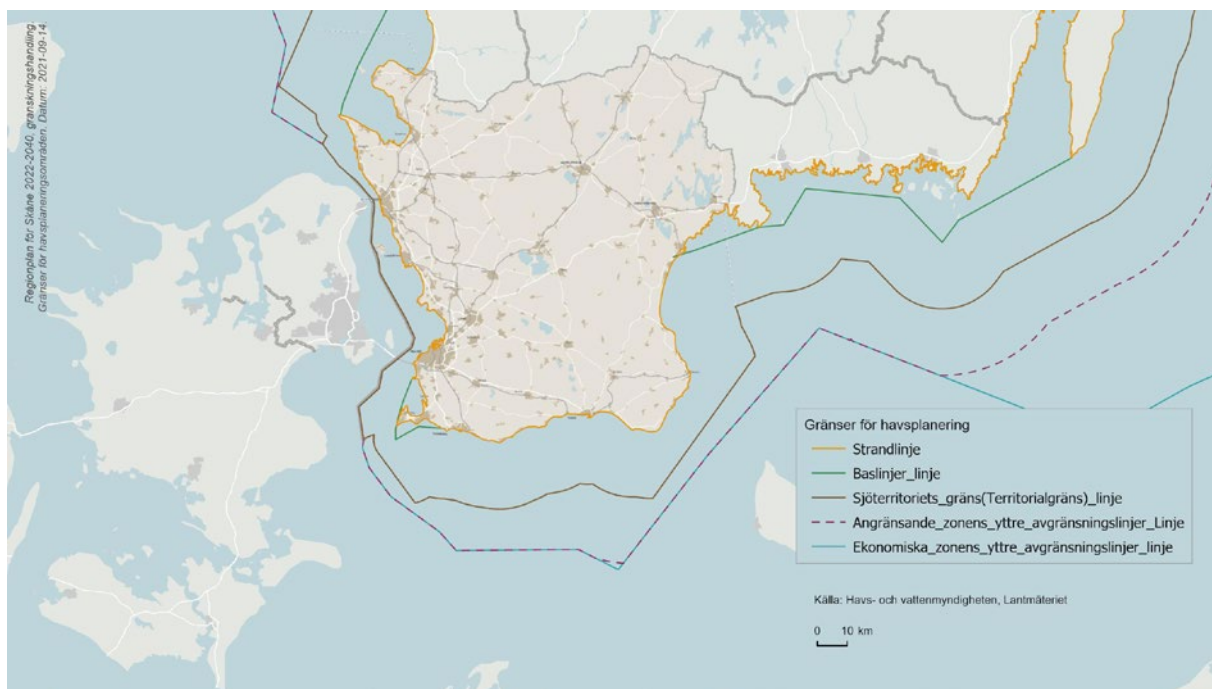 Regionplan för Skåne 2022-2040, granskningshandling.
Gränser för havsplaneringsområden. Datum: 2021-09-14.
Gränser för havsplanering
Strandlinje
Baslinjer_linje
Sjöterritoriets_gräns(Territorialgräns)_linje
Angränsande_zonens_yttre_avgränsningslinjer_Linje
Ekonomiska_zonens_yttre_avgränsningslinjer_linje
Källa: Havs- och vattenmyndigheten, Lantmäteriet
0 10 km